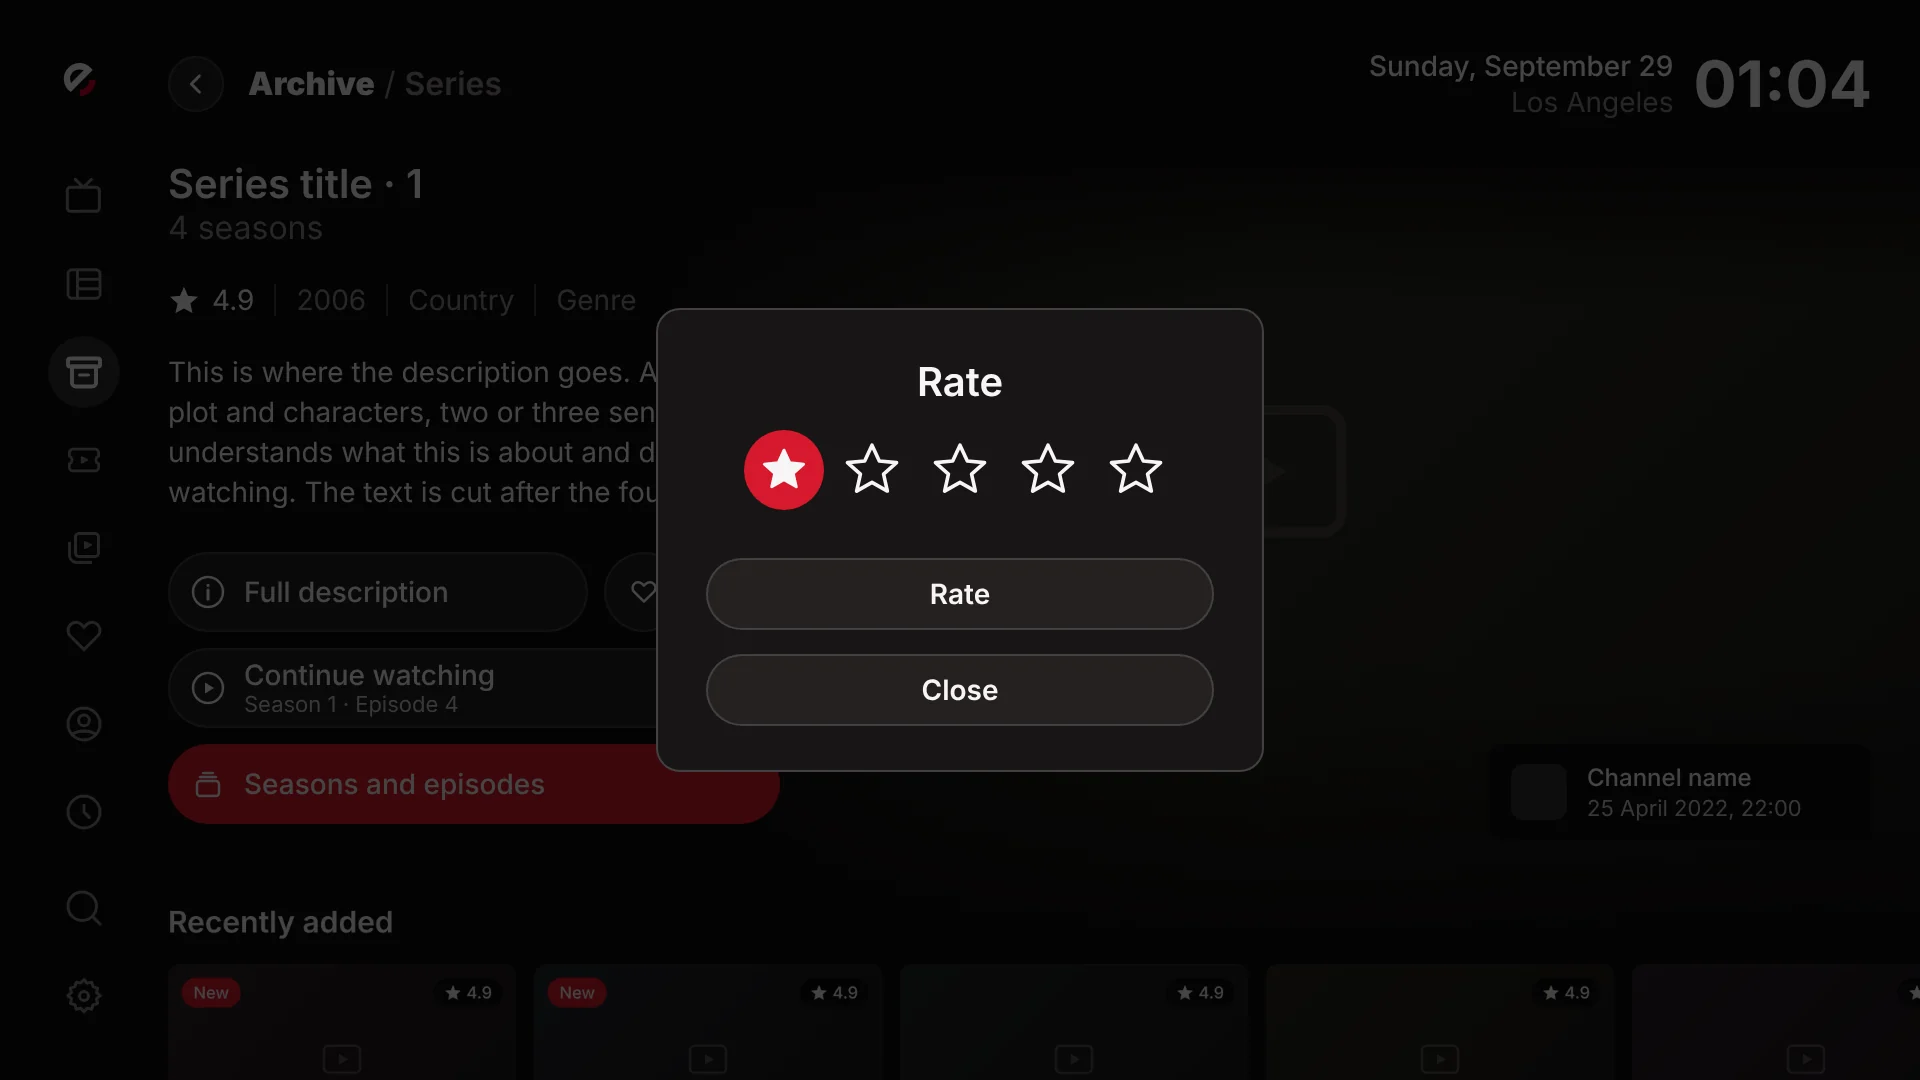 Archive / Series
Sunday, September 29
Los Angeles
01:04
Series title · 1
4 seasons
4.9
2006
Country
Genre
This is where the description goes. A
plot and characters, two or three sen
understands what this is about and d
watching. The text is cut after the fou
Full description
Continue watching
Season 1 · Episode 4
Seasons and episodes
Rate
Rate
Close
Channel name
25 April 2022, 22:00
Recently added
New
4.9
New
4.9
4.9
4.9